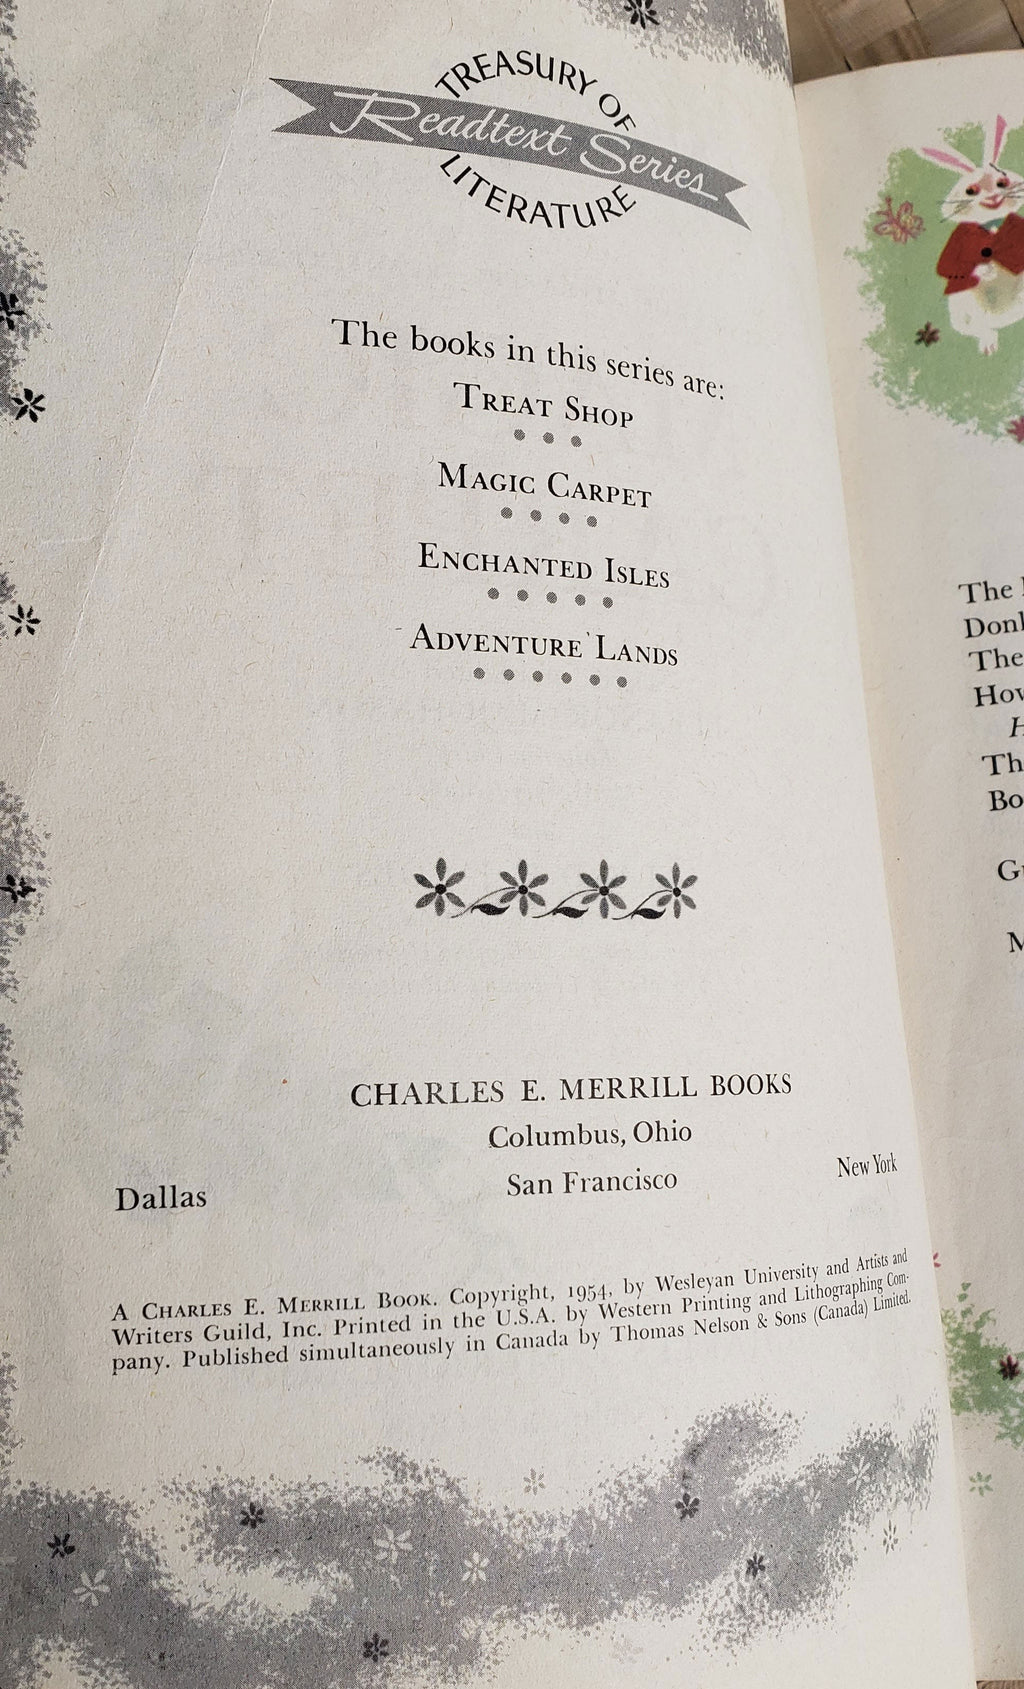 TREASURY OF
Readtext Series
LITERATURE
The books in this series are:
TREAT SHOP
MAGIC CARPET
ENCHANTED ISLES
ADVENTURE LANDS
CHARLES E. MERRILL BOOKS
Columbus, Ohio
Dallas San Francisco New York
A CHARLES E. MERRILL BOOK. Copyright, 1954, by Wesleyan University and Artists and
Writers Guild, Inc. Printed in the U.S.A. by Western Printing and Lithographing Com-
pany. Published simultaneously in Canada by Thomas Nelson & Sons (Canada) Limited.
The
The